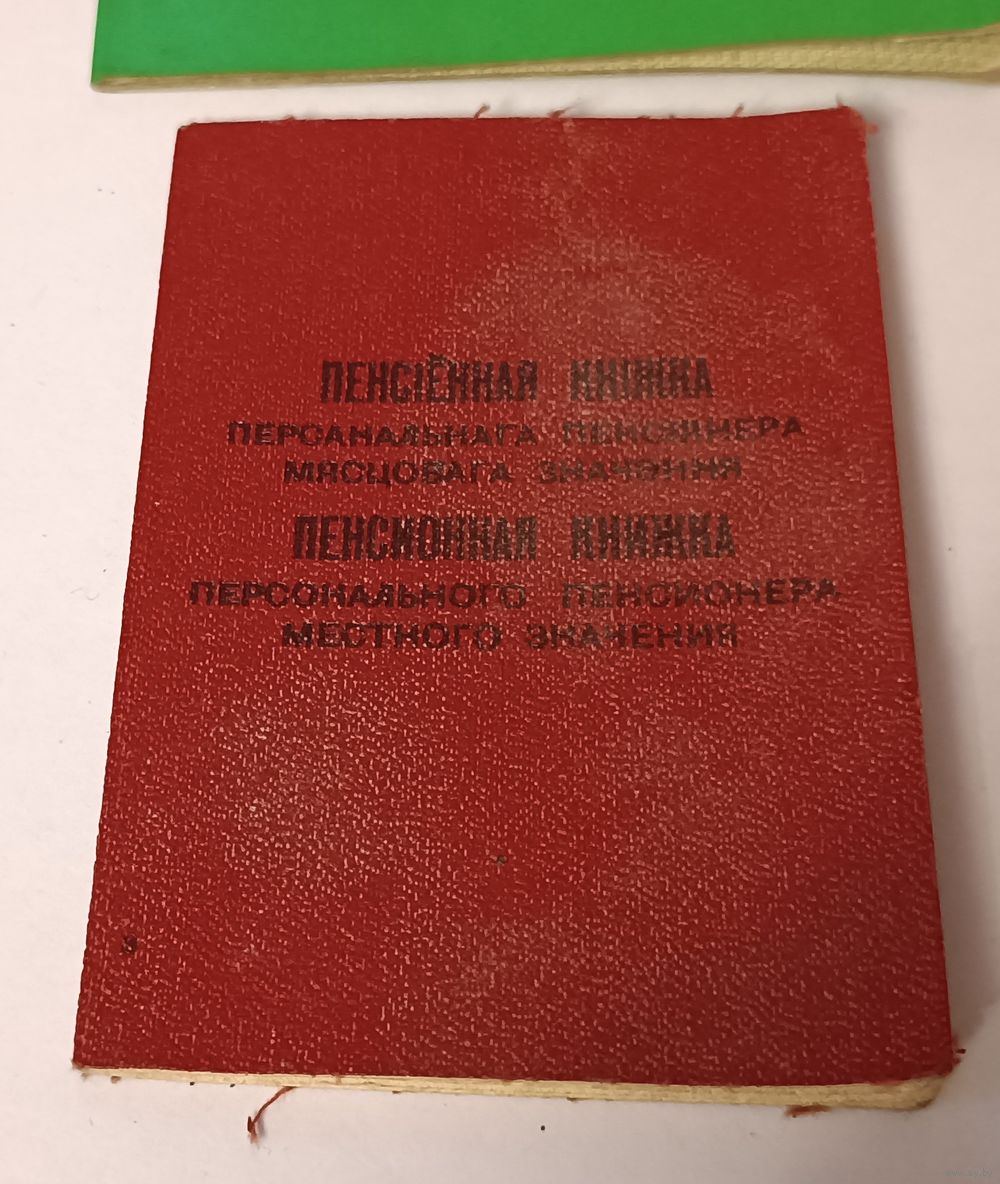 ПЕНСІЁННАЯ КНІЖКА
ПЕРСАНАЛЬНАГА ПЕНСІЯНЕРА
МЯСЦОВАГА ЗНАЧЭННЯ
ПЕНСИОННАЯ КНИЖКА
ПЕРСОНАЛЬНОГО ПЕНСИОНЕРА
МЕСТНОГО ЗНАЧЕНИЯ